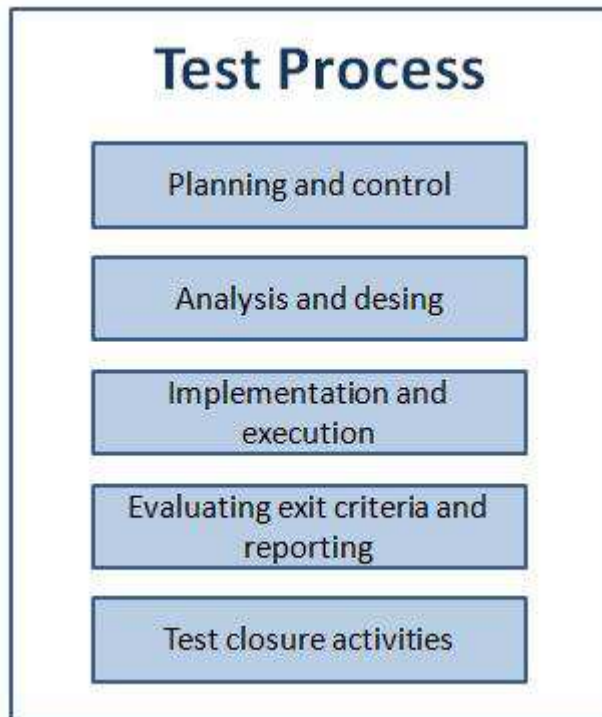 Test Process
Planning and control
Analysis and desing
Implementation and
execution
Evaluating exit criteria and
reporting
Test closure activities